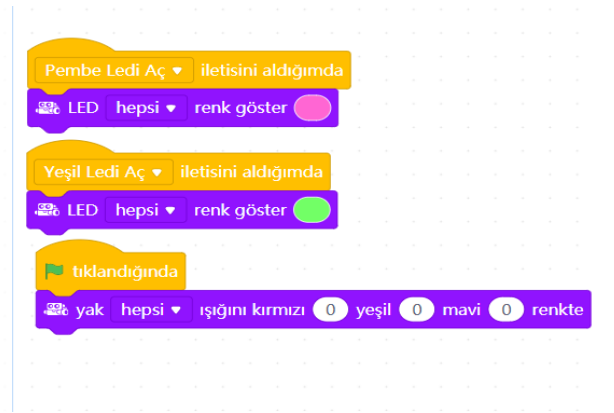 Pembe Ledi Aç iletisini aldığımda
LED hepsi renk göster
Yeşil Ledi Aç iletisini aldığımda
LED hepsi renk göster
tıklandığında
yak hepsi ışığını kırmızı 0 yeşil 0 mavi 0 renkte